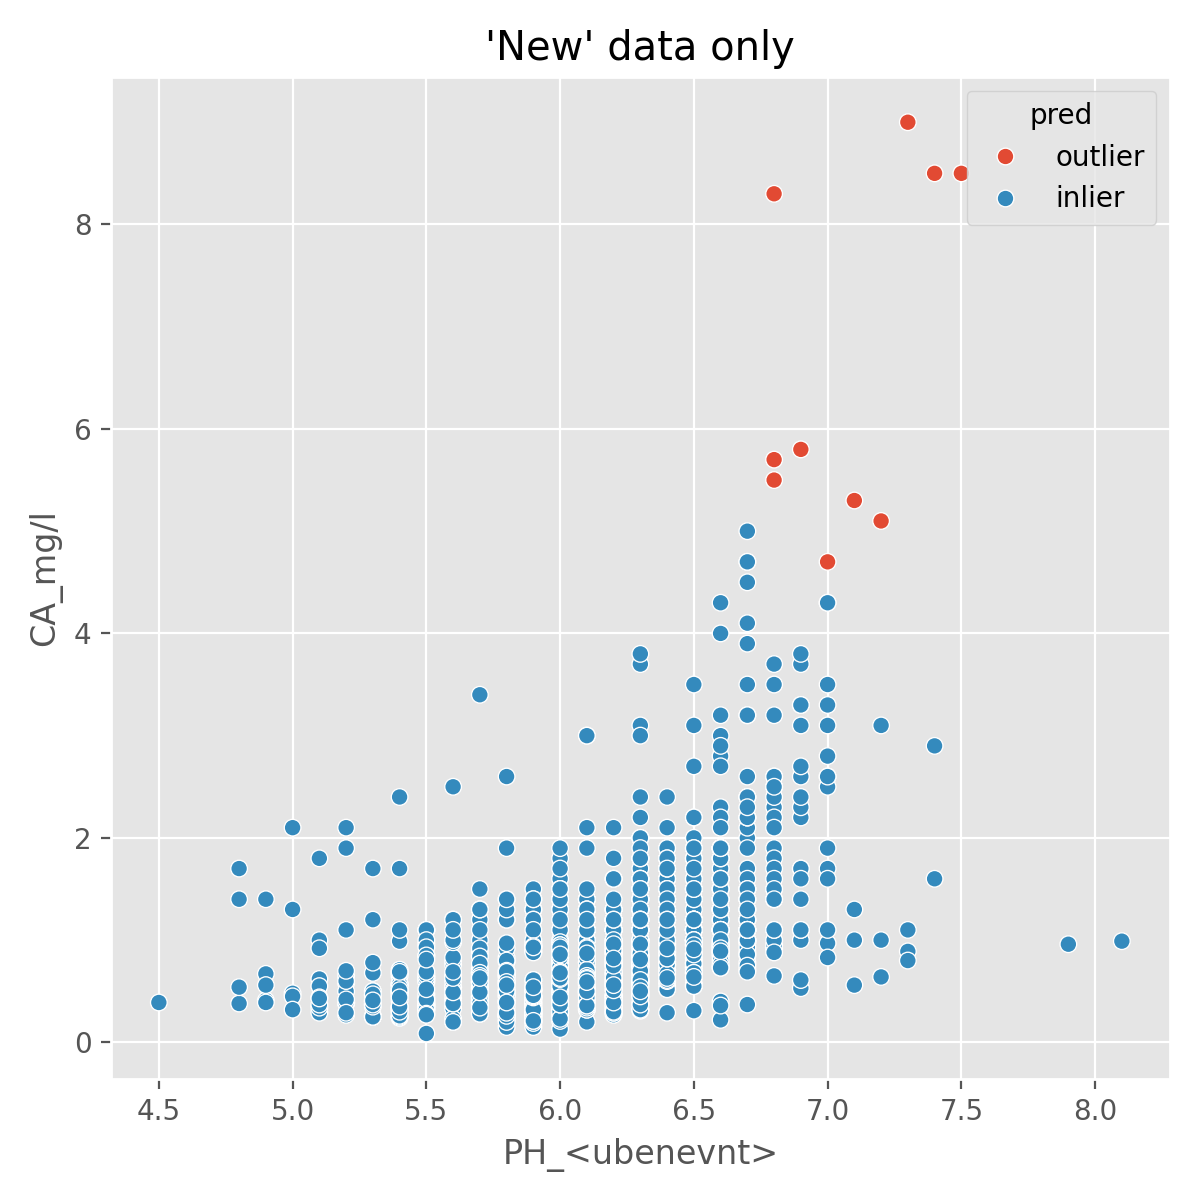 'New' data only
pred
outlier
inlier
CA_mg/l
8
6
4
2
0
4.5 5.0 5.5 6.0 6.5 7.0 7.5 8.0
PH_<ubenevnt>